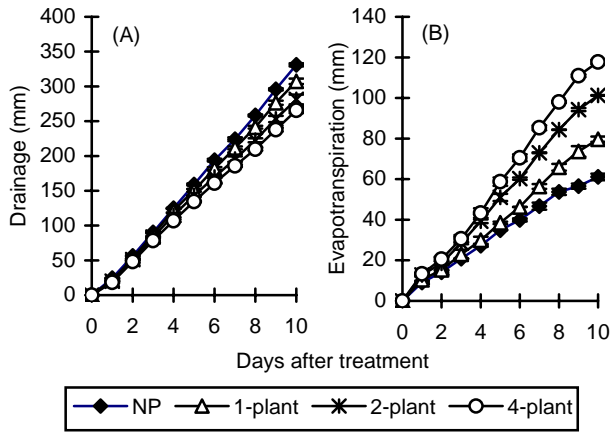 (A)
Drainage (mm)
400
350
300
250
200
150
100
50
0
0 2 4 6 8 10
(B)
Evapotranspiration (mm)
140
120
100
80
60
40
20
0
0 2 4 6 8 10
Days after treatment
NP 1-plant 2-plant 4-plant